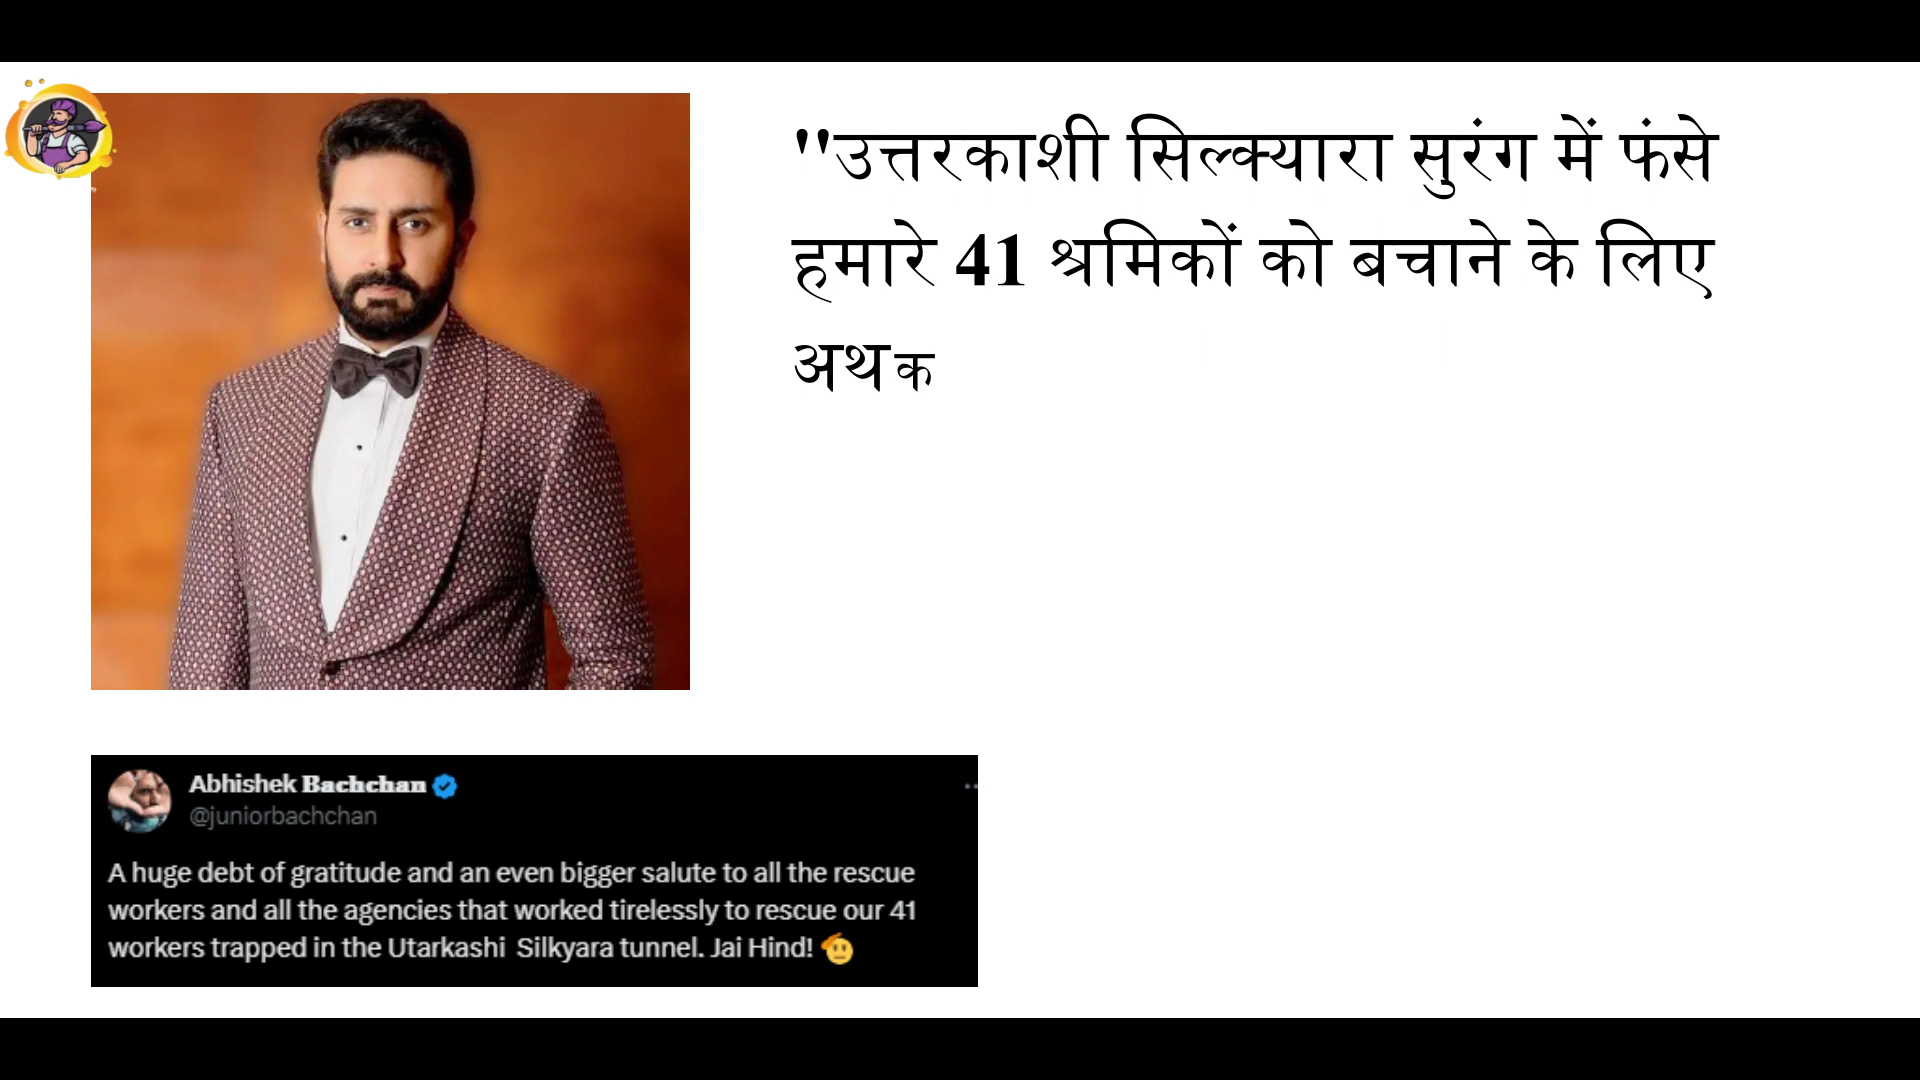 ''उत्तरकाशी सिल्क्यारा सुरंग में फंसे
हमारे 41 श्रमिकों को बचाने के लिए
अथक
Abhishek Bachchan
@juniorbachchan
A huge debt of gratitude and an even bigger salute to all the rescue
workers and all the agencies that worked tirelessly to rescue our 41
workers trapped in the Utarkashi Silkyara tunnel. Jai Hind! 🫡